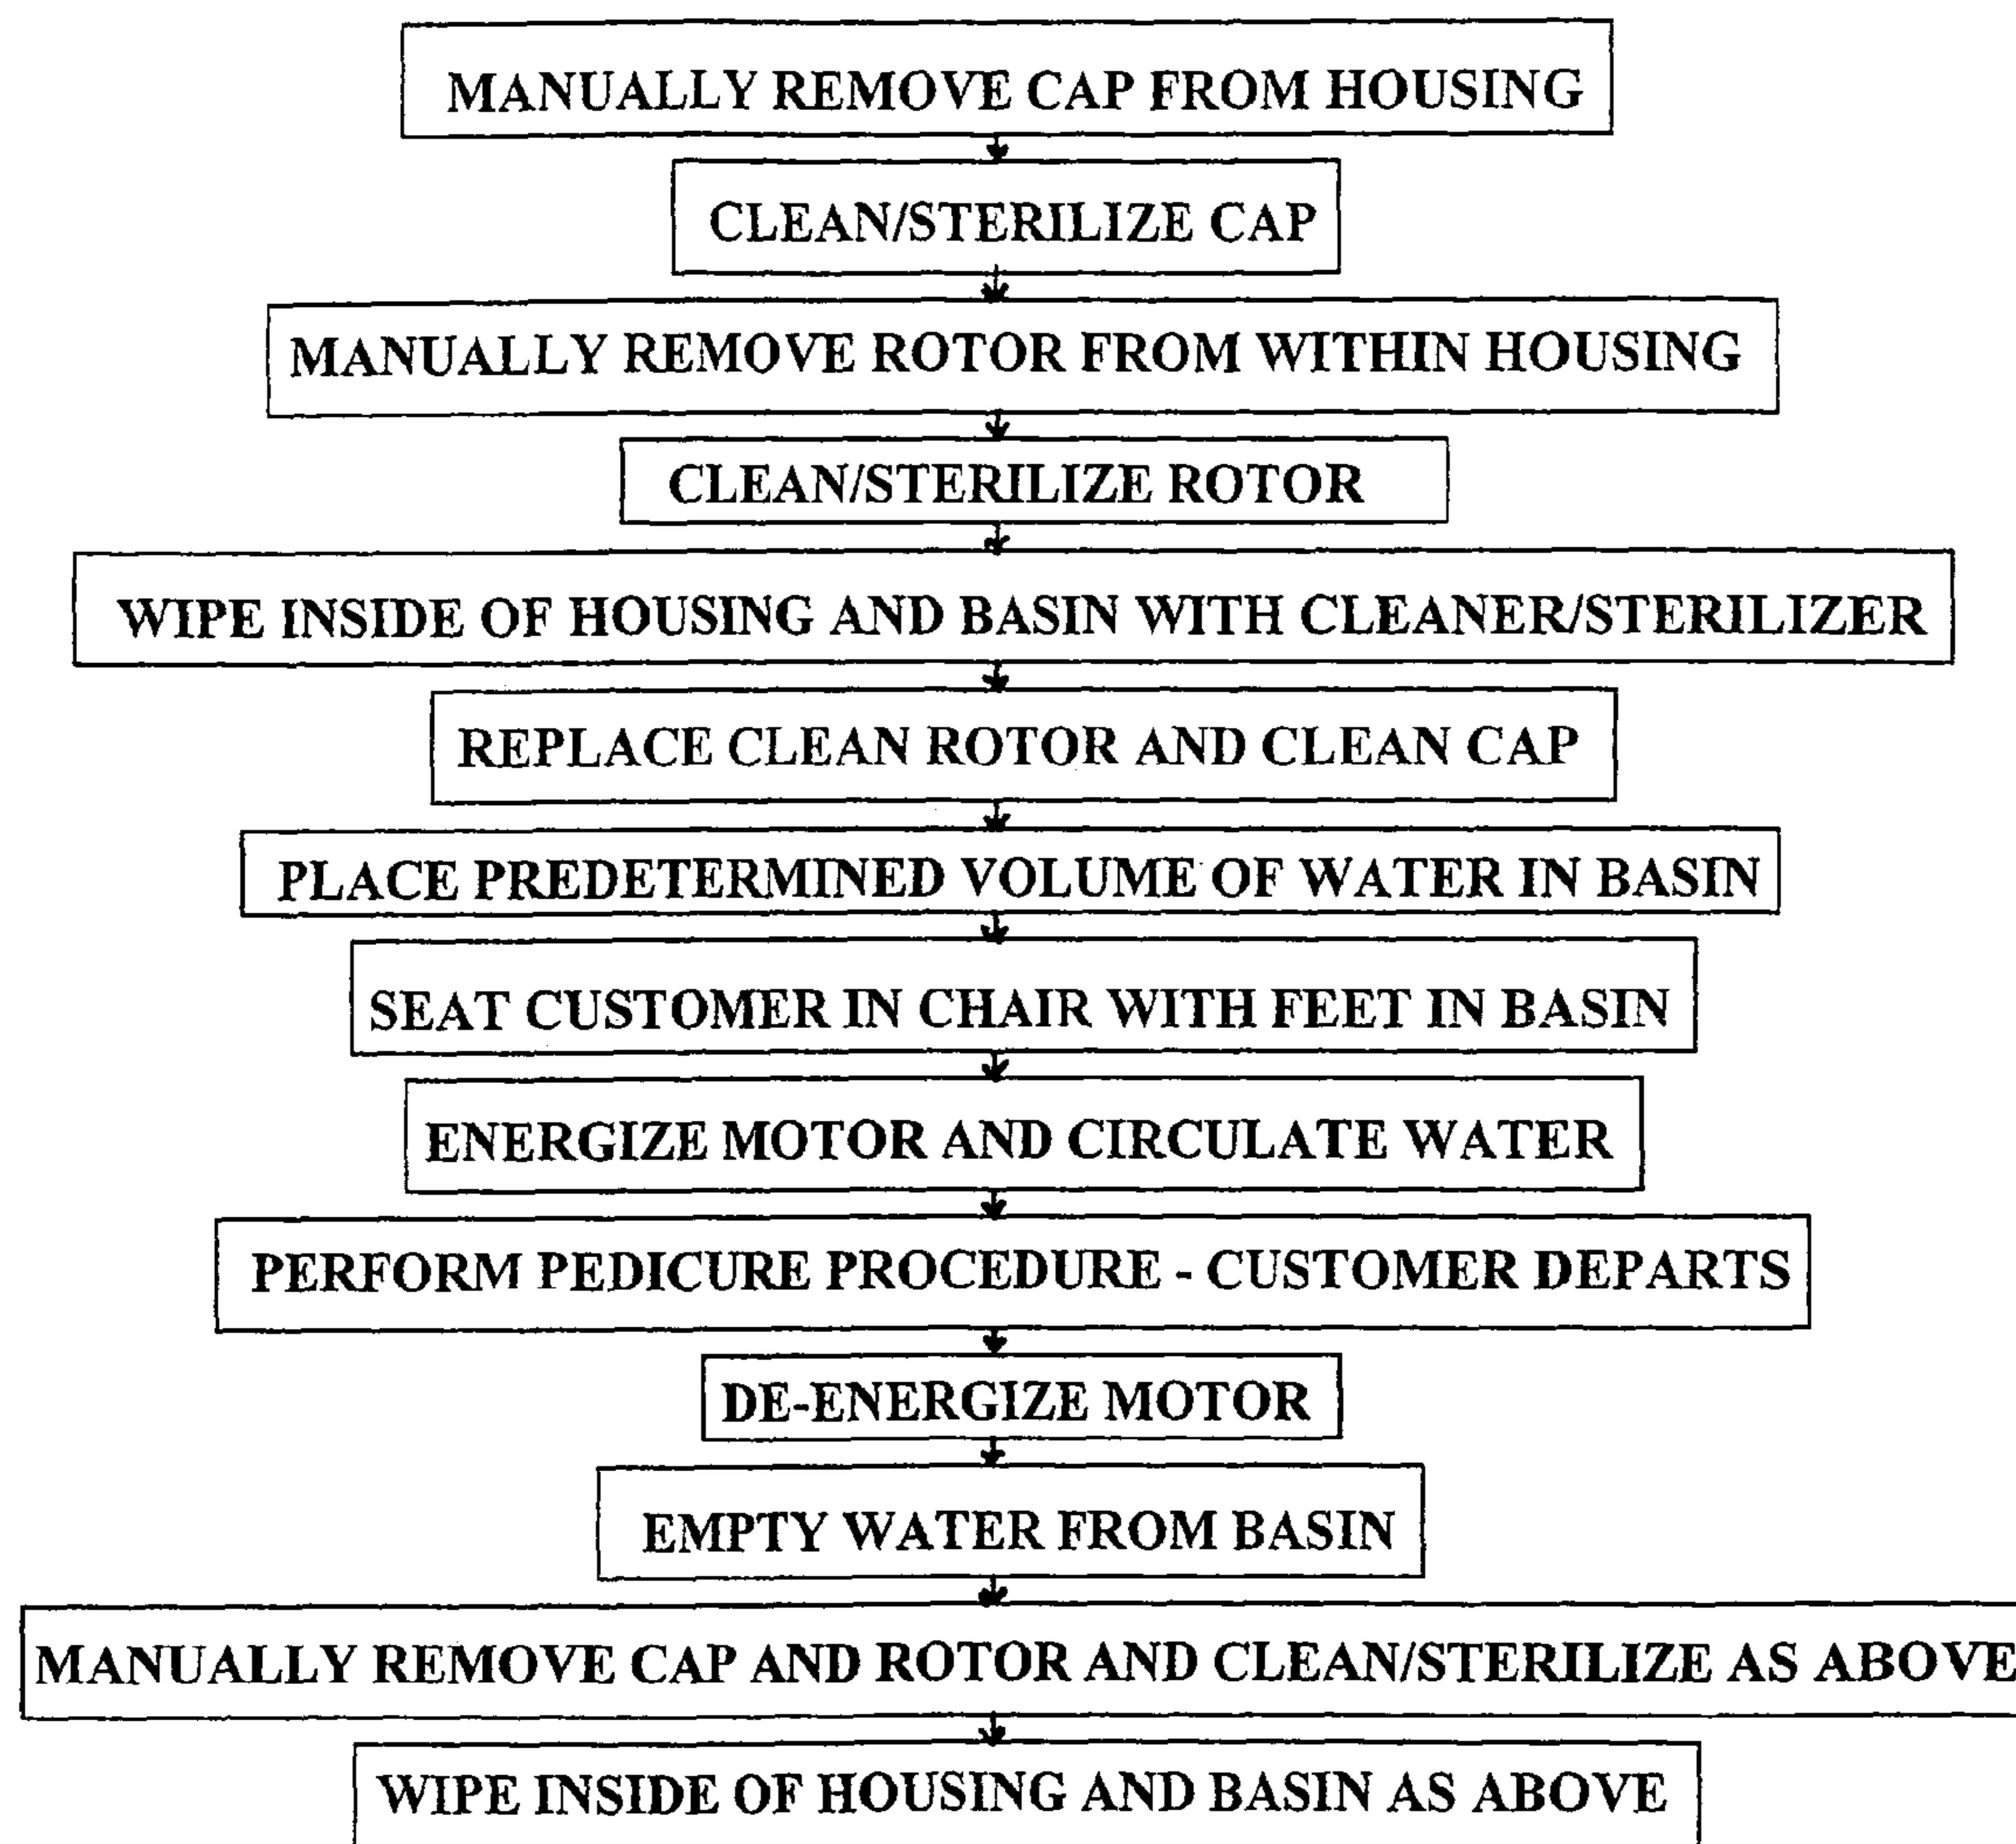 MANUALLY REMOVE CAP FROM HOUSING
CLEAN/STERILIZE CAP
MANUALLY REMOVE ROTOR FROM WITHIN HOUSING
CLEAN/STERILIZE ROTOR
WIPE INSIDE OF HOUSING AND BASIN WITH CLEANER/STERILIZER
REPLACE CLEAN ROTOR AND CLEAN CAP
PLACE PREDETERMINED VOLUME OF WATER IN BASIN
SEAT CUSTOMER IN CHAIR WITH FEET IN BASIN
ENERGIZE MOTOR AND CIRCULATE WATER
PERFORM PEDICURE PROCEDURE - CUSTOMER DEPARTS
DE-ENERGIZE MOTOR
EMPTY WATER FROM BASIN
MANUALLY REMOVE CAP AND ROTOR AND CLEAN/STERILIZE AS ABOVE
WIPE INSIDE OF HOUSING AND BASIN AS ABOVE